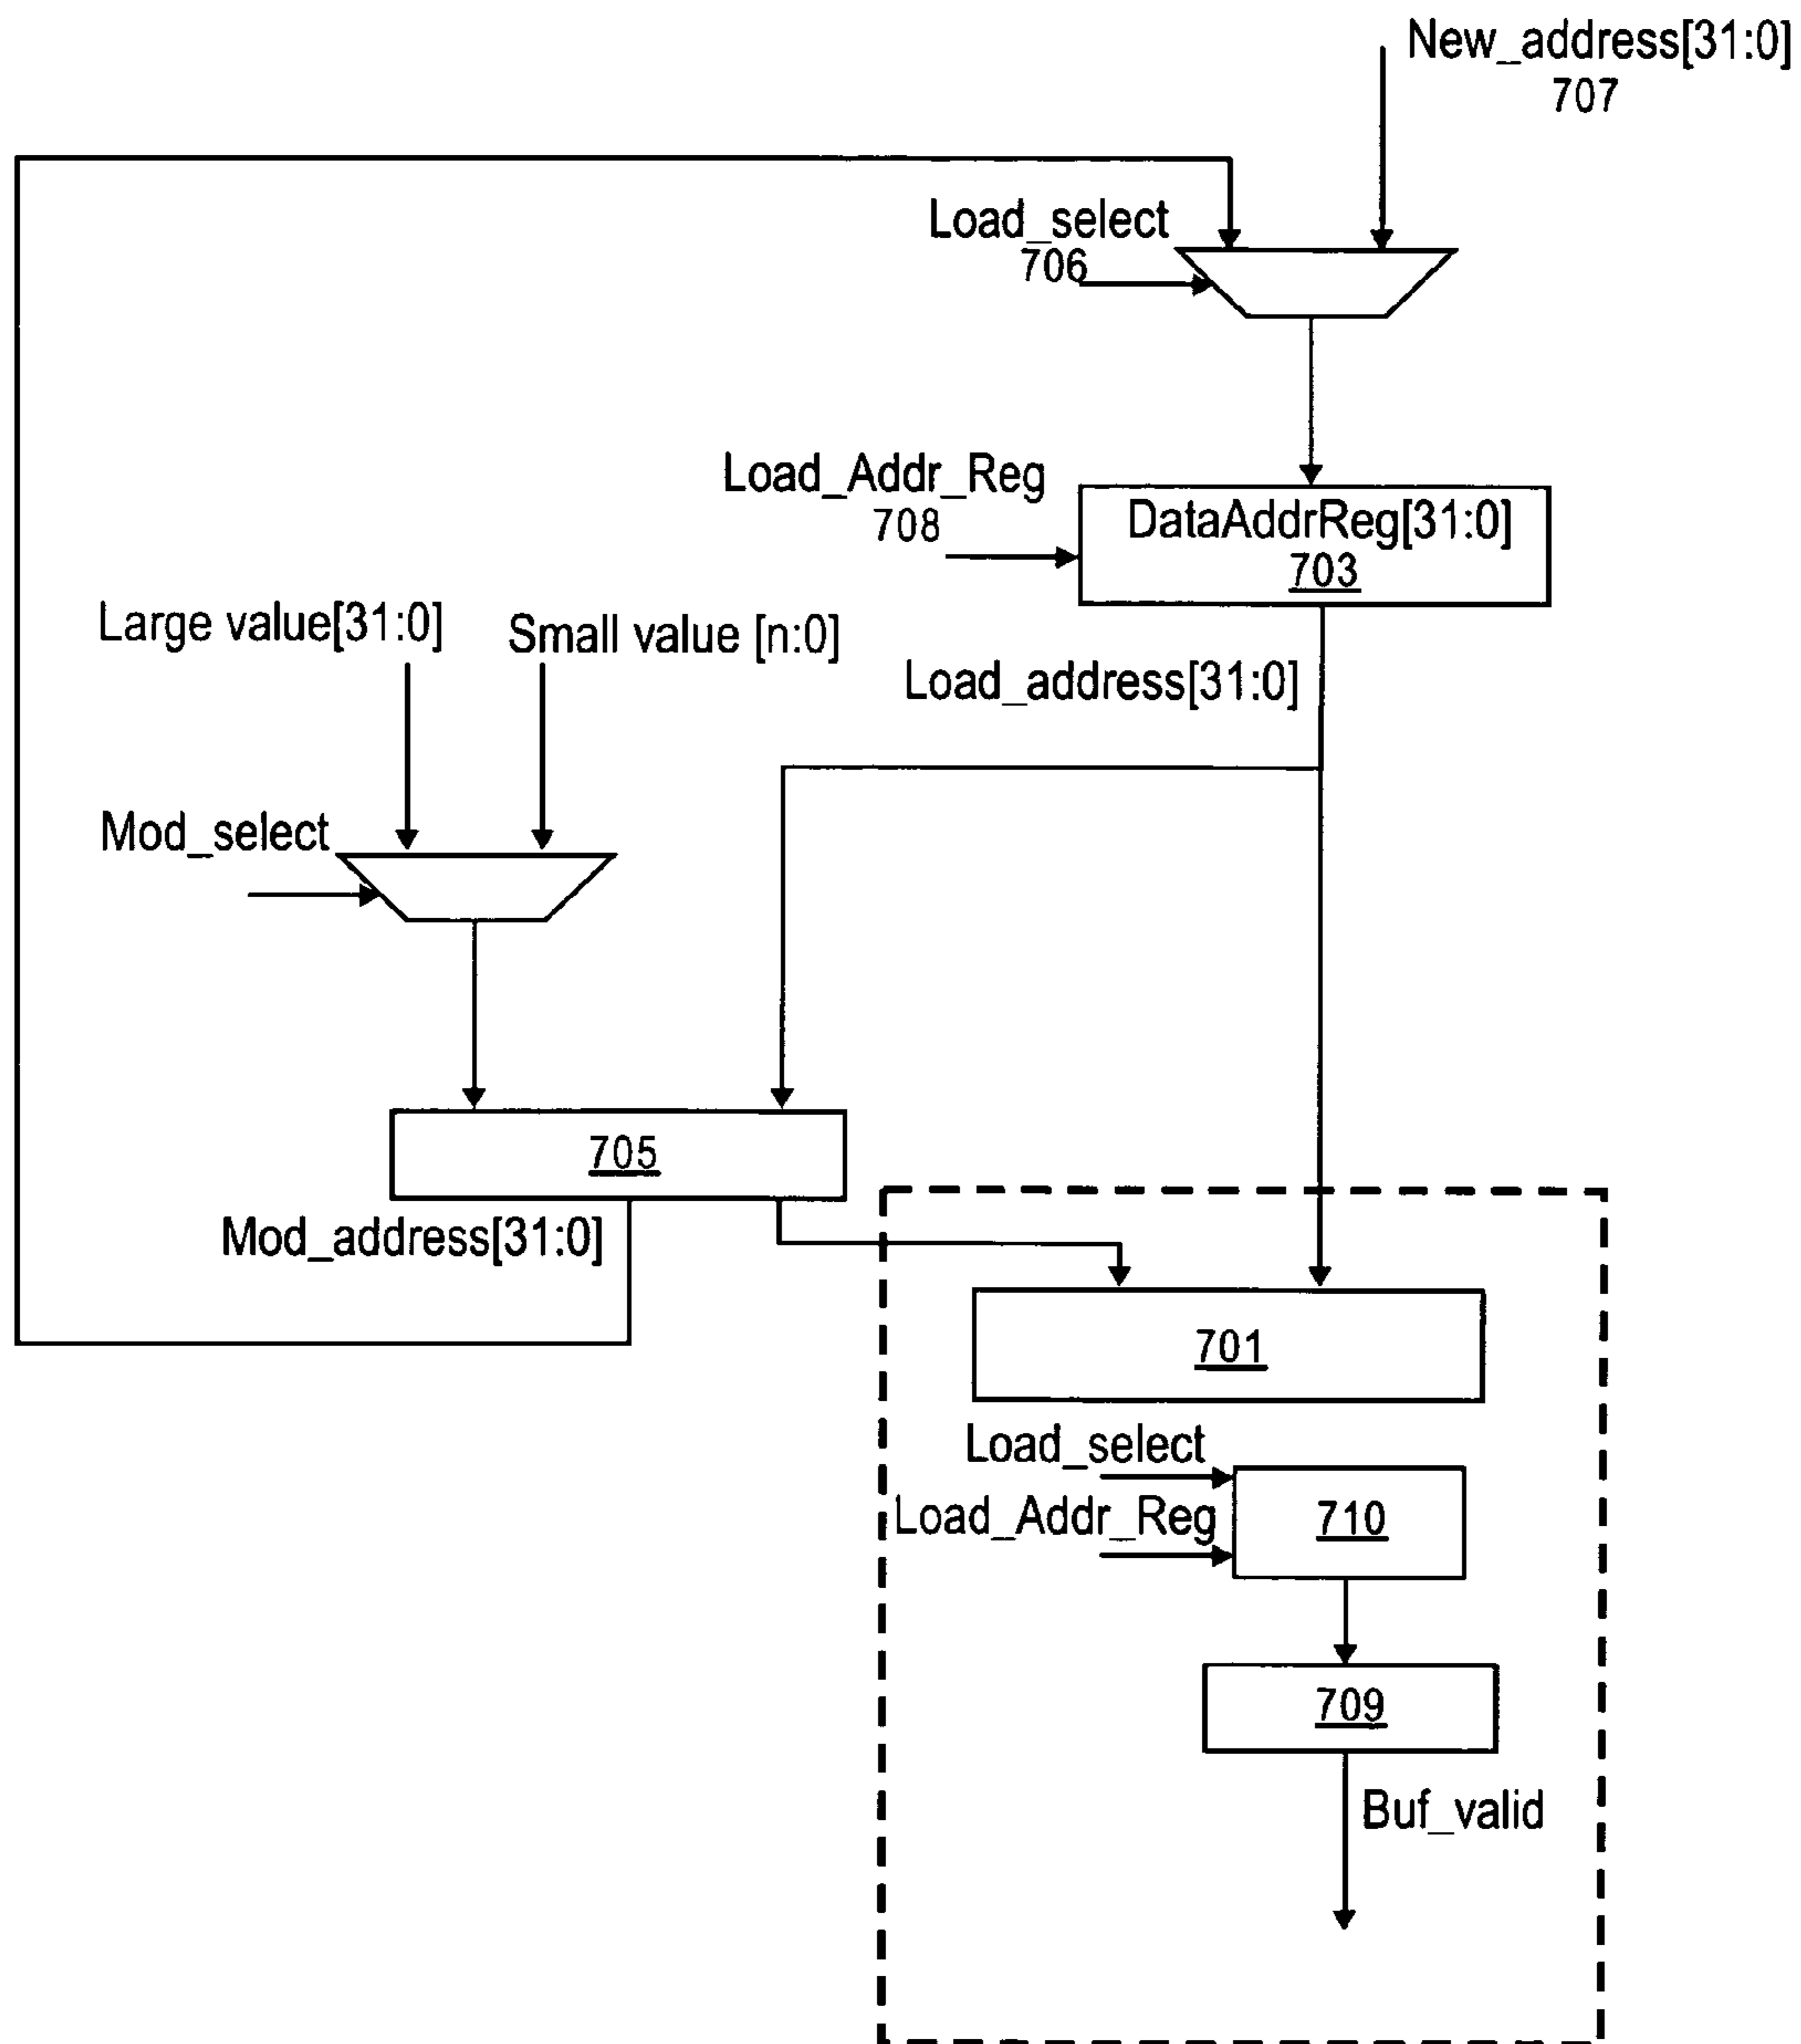 New_address[31:0]
707
Load_select
706
Load_Addr_Reg
708
DataAddrReg[31:0]
703
Large value[31:0]
Small value [n:0]
Load_address[31:0]
Mod_select
705
Mod_address[31:0]
701
Load_select
Load_Addr_Reg
710
709
Buf_valid